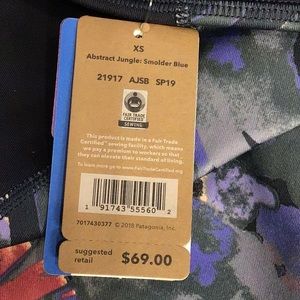 XS
Abstract Jungle: Smolder Blue
21917 AJSB SP19
FAIR TRADE
CERTIFIED
SEWING
This product is made in a Fair Trade
Certified™ sewing facility, which means
we pay a premium to workers so that
they can elevate their standard of living.
To learn more go to www.FairTradeCertified.org
1 91743 55560 2
7017430377 © 2018 Patagonia, Inc.
suggested
retail $69.00